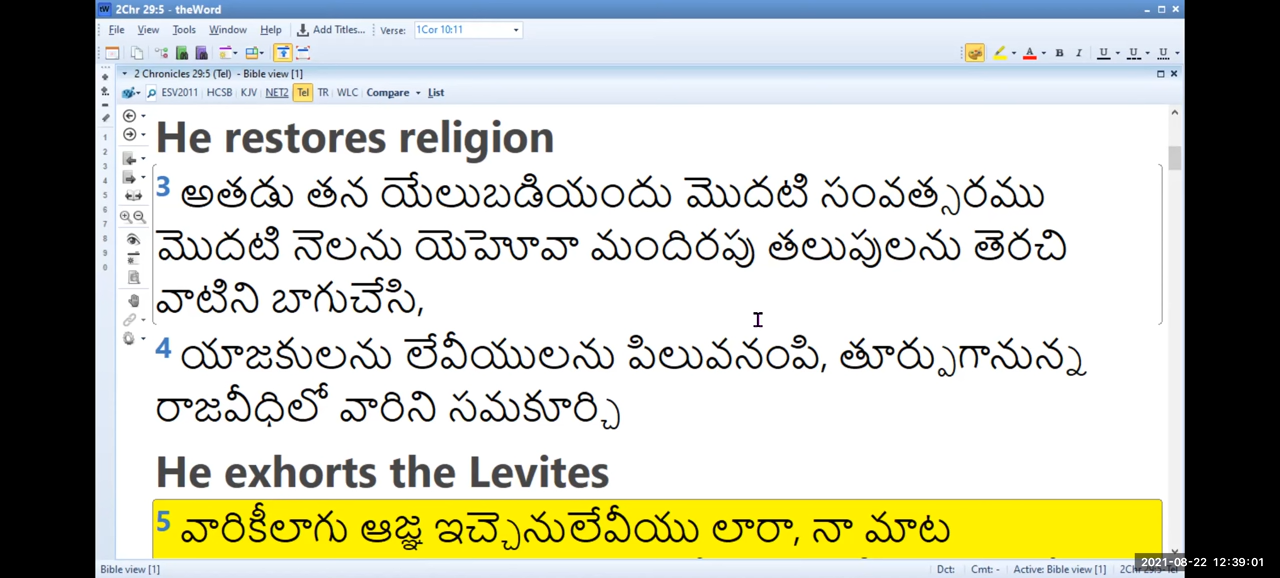 2Chr 29:5 - theWord
File View Tools Window Help Add Titles... Verse: 1Cor 10:11
B I U U U
2 Chronicles 29:5 (Tel) - Bible view [1]
ESV2011 HCSB KJV NET2 Tel TR WLC Compare List
He restores religion
3 అతడు తన యేలుబడియందు మొదటి సంవత్సరము
మొదటి నెలను యెహోవా మందిరపు తలుపులను తెరచి
వాటిని బాగుచేసి,
4 యాజకులను లేవీయులను పిలువనంపి, తూర్పుగానున్న
రాజవీధిలో వారిని సమకూర్చి
He exhorts the Levites
5 వారికీలాగు ఆజ్ఞ ఇచ్చెనులేవీయు లారా, నా మాట
2021-08-22 12:39:01
Bible view [1] Dct: Cmt: - Active: Bible view [1]